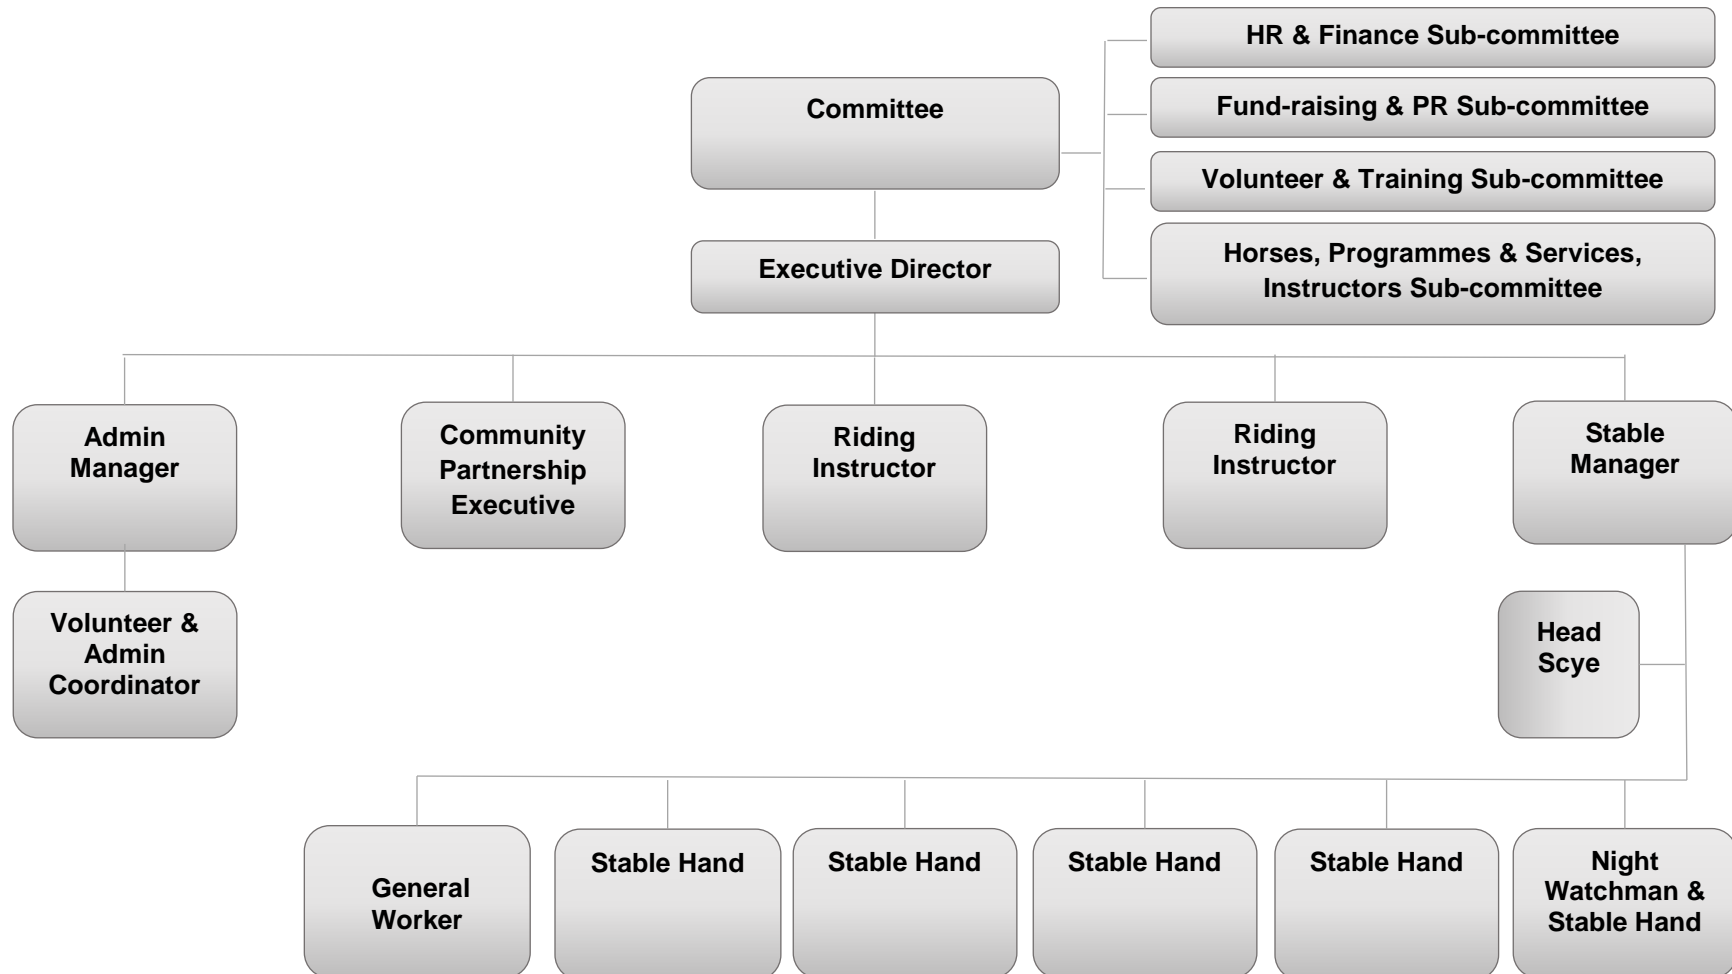 HR & Finance Sub-committee
Committee
Fund-raising & PR Sub-committee
Volunteer & Training Sub-committee
Executive Director
Horses, Programmes & Services,
Instructors Sub-committee
Admin
Manager
Community
Partnership
Executive
Riding
Instructor
Riding
Instructor
Stable
Manager
Volunteer &
Admin
Coordinator
Head
Scye
General
Worker
Stable Hand
Stable Hand
Stable Hand
Stable Hand
Night
Watchman &
Stable Hand